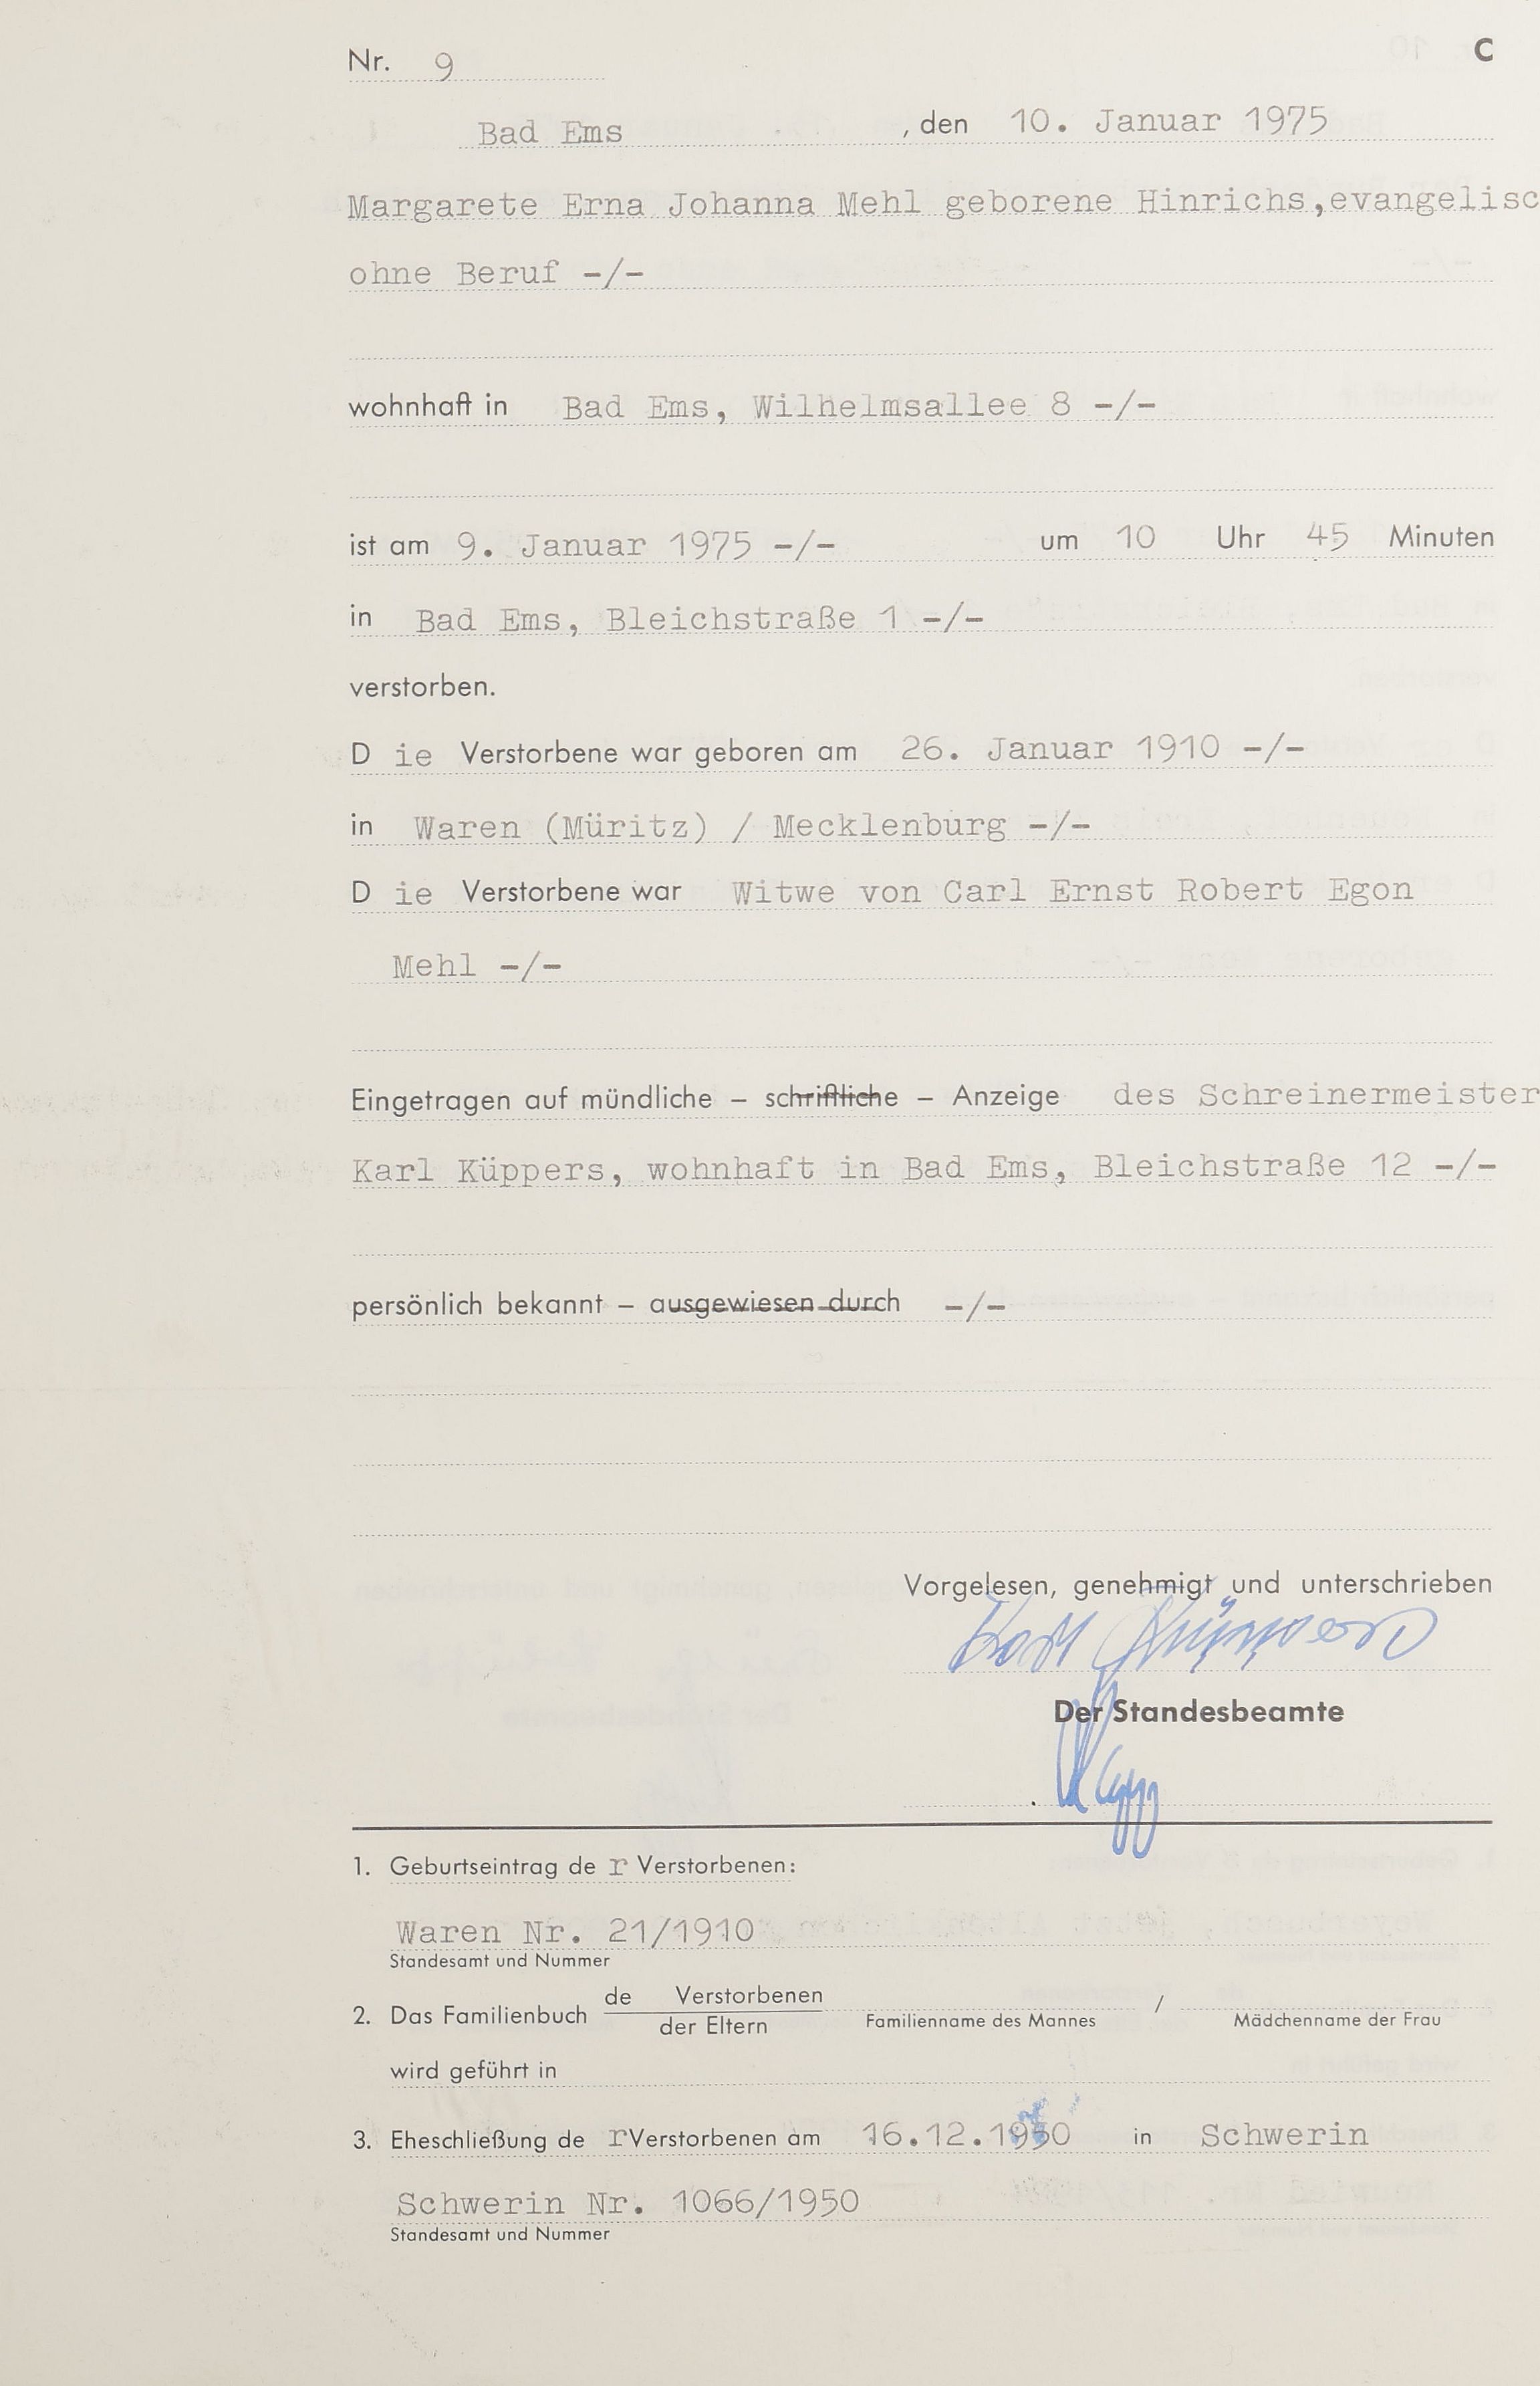 Nr. 9 C
Bad Ems , den 10. Januar 1975
Margarete Erna Johanna Mehl geborene Hinrichs,evangelisc
ohne Beruf -/-
wohnhaft in Bad Ems, Wilhelmsallee 8 -/-
ist am 9. Januar 1975 -/- um 10 Uhr 45 Minuten
in Bad Ems, Bleichstraße 1 -/-
verstorben.
D ie Verstorbene war geboren am 26. Januar 1910 -/-
in Waren (Müritz) / Mecklenburg -/-
D ie Verstorbene war Witwe von Carl Ernst Robert Egon
Mehl -/-
Eingetragen auf mündliche – schriftliche – Anzeige des Schreinermeister
Karl Küppers, wohnhaft in Bad Ems, Bleichstraße 12 -/-
persönlich bekannt – ausgewiesen durch -/-
Vorgelesen, genehmigt und unterschrieben
Karl Küppers
Der Standesbeamte
1. Geburtseintrag de r Verstorbenen:
Waren Nr. 21/1910
Standesamt und Nummer
2. Das Familienbuch de Verstorbenen /
der Eltern Familienname des Mannes Mädchenname der Frau
wird geführt in
3. Eheschließung de r Verstorbenen am 16.12.1950 in Schwerin
Schwerin Nr. 1066/1950
Standesamt und Nummer